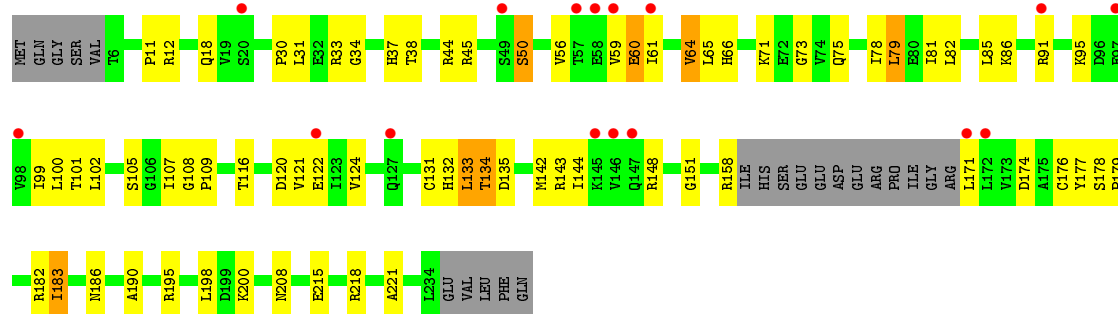 MET GLN GLY SER VAL T6 P11 R12 Q18 V19 S20 P30 L31 E32 R33 G34 H37 T38 R44 R45 S49 S50 V56 T57 E58 V59 E60 I61 V64 L65 H66 K71 E72 G73 V74 Q75 I78 L79 E80 I81 L82 L85 K86 R91 K95 D96
V98 I99 L100 T101 L102 S105 G106 I107 G108 P109 T116 D120 V121 E122 I123 V124 Q127 C131 H132 L133 T134 D135 M142 R143 I144 K145 V146 Q147 R148 G151 R158 ILE HIS SER GLU GLU ASP GLU ARG PRO ILE GLY ARG L171 L172 V173 D174 A175 C176 Y177 S178
R182 I183 N186 A190 R195 L198 D199 K200 N208 E215 R218 A221 L234 GLU VAL LEU PHE GLN